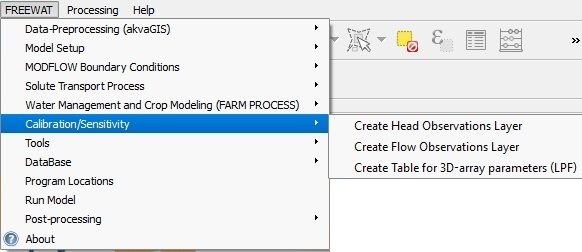 FREEWAT Processing Help
Data-Preprocessing (akvaGIS)
Model Setup
MODFLOW Boundary Conditions
Solute Transport Process
Water Management and Crop Modeling (FARM PROCESS)
Calibration/Sensitivity
Tools
DataBase
Program Locations
Run Model
Post-processing
About
Create Head Observations Layer
Create Flow Observations Layer
Create Table for 3D-array parameters (LPF)